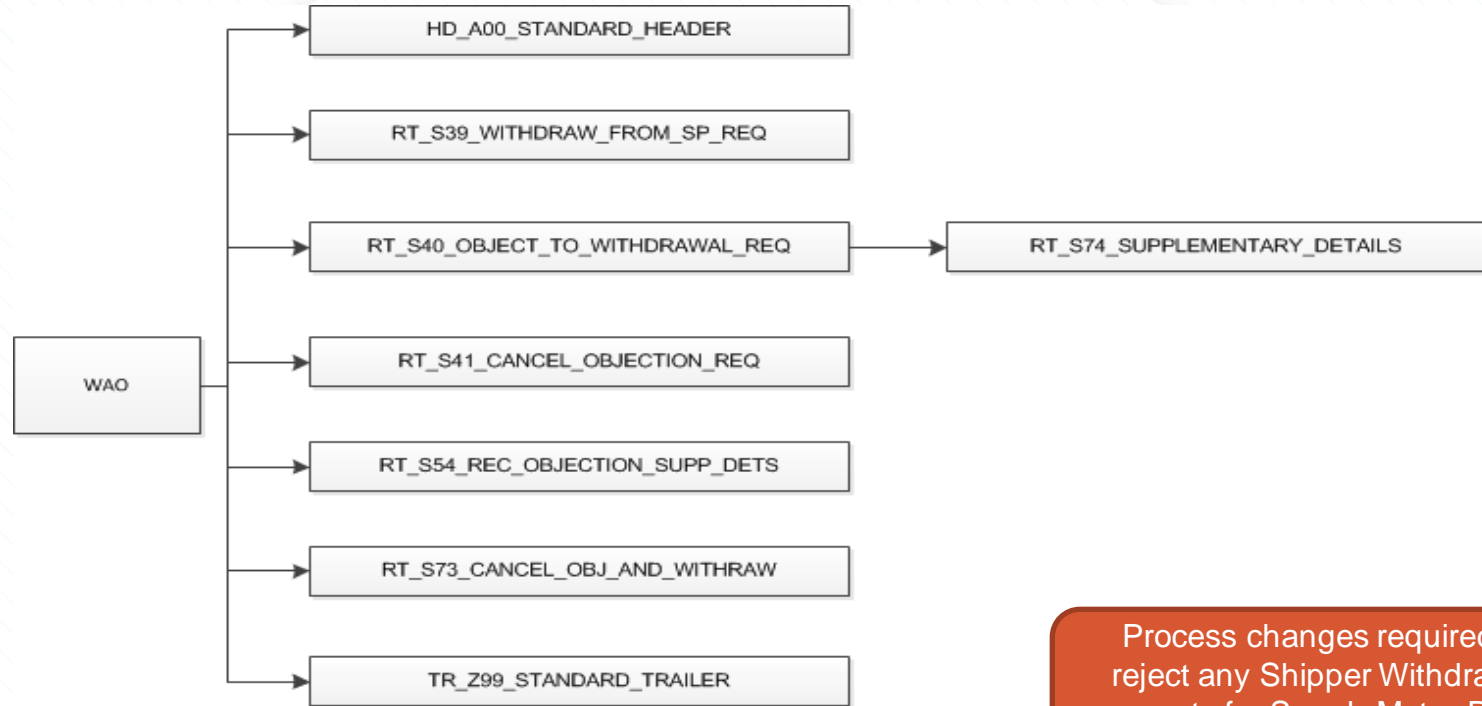 HD_A00_STANDARD_HEADER
RT_S39_WITHDRAW_FROM_SP_REQ
RT_S40_OBJECT_TO_WITHDRAWAL_REQ
RT_S74_SUPPLEMENTARY_DETAILS
RT_S41_CANCEL_OBJECTION_REQ
WAO
RT_S54_REC_OBJECTION_SUPP_DETS
RT_S73_CANCEL_OBJ_AND_WITHRAW
TR_Z99_STANDARD_TRAILER
Process changes required
reject any Shipper Withdra